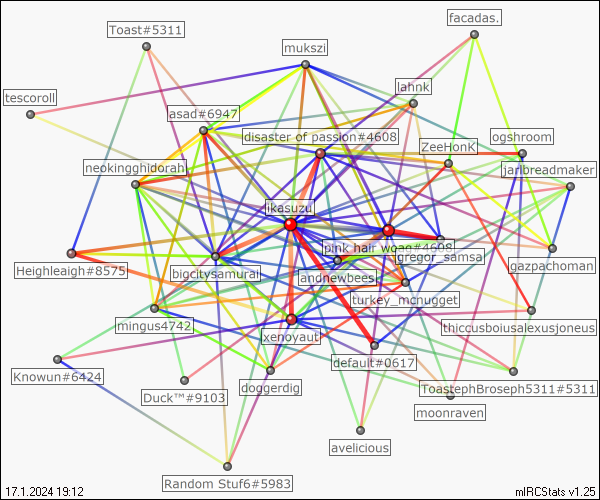 Toast#5311
facadas.
mukszi
lahnk
tescoroll
asad#6947
disaster of passion#4608
ogshroom
ZeeHonK
neokingghidorah
jarlbreadmaker
ikasuzu
pink hair woag#4608
gregor_samsa
gazpachoman
Heighleaigh#8575
bigcitysamurai
andnewbees
turkey_mcnugget
mingus4742
thiccusboiusalexusjoneus
xenoyauti
default#0617
Knowun#6424
doggerdig
ToastephBroseph5311#5311
Duck™#9103
moonraven
avelicious
Random Stuf6#5983
17.1.2024 19:12
mIRCStats v1.25